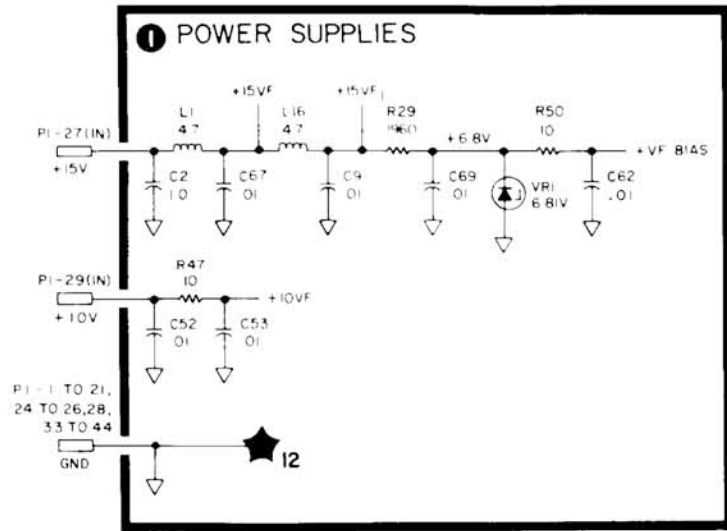 1 POWER SUPPLIES
+15VF
+15VF1
L1
4.7
L16
4.7
R29
1960
+6.8V
R50
10
P1-27(IN)
+15V
+VF BIAS
C2
1.0
C67
.01
C9
.01
C69
.01
VR1
6.81V
C62
.01
R47
10
P1-29(IN)
+10V
+10VF
C52
.01
C53
.01
P1-1 TO 21,
24 TO 26,28,
33 TO 44
GND
12